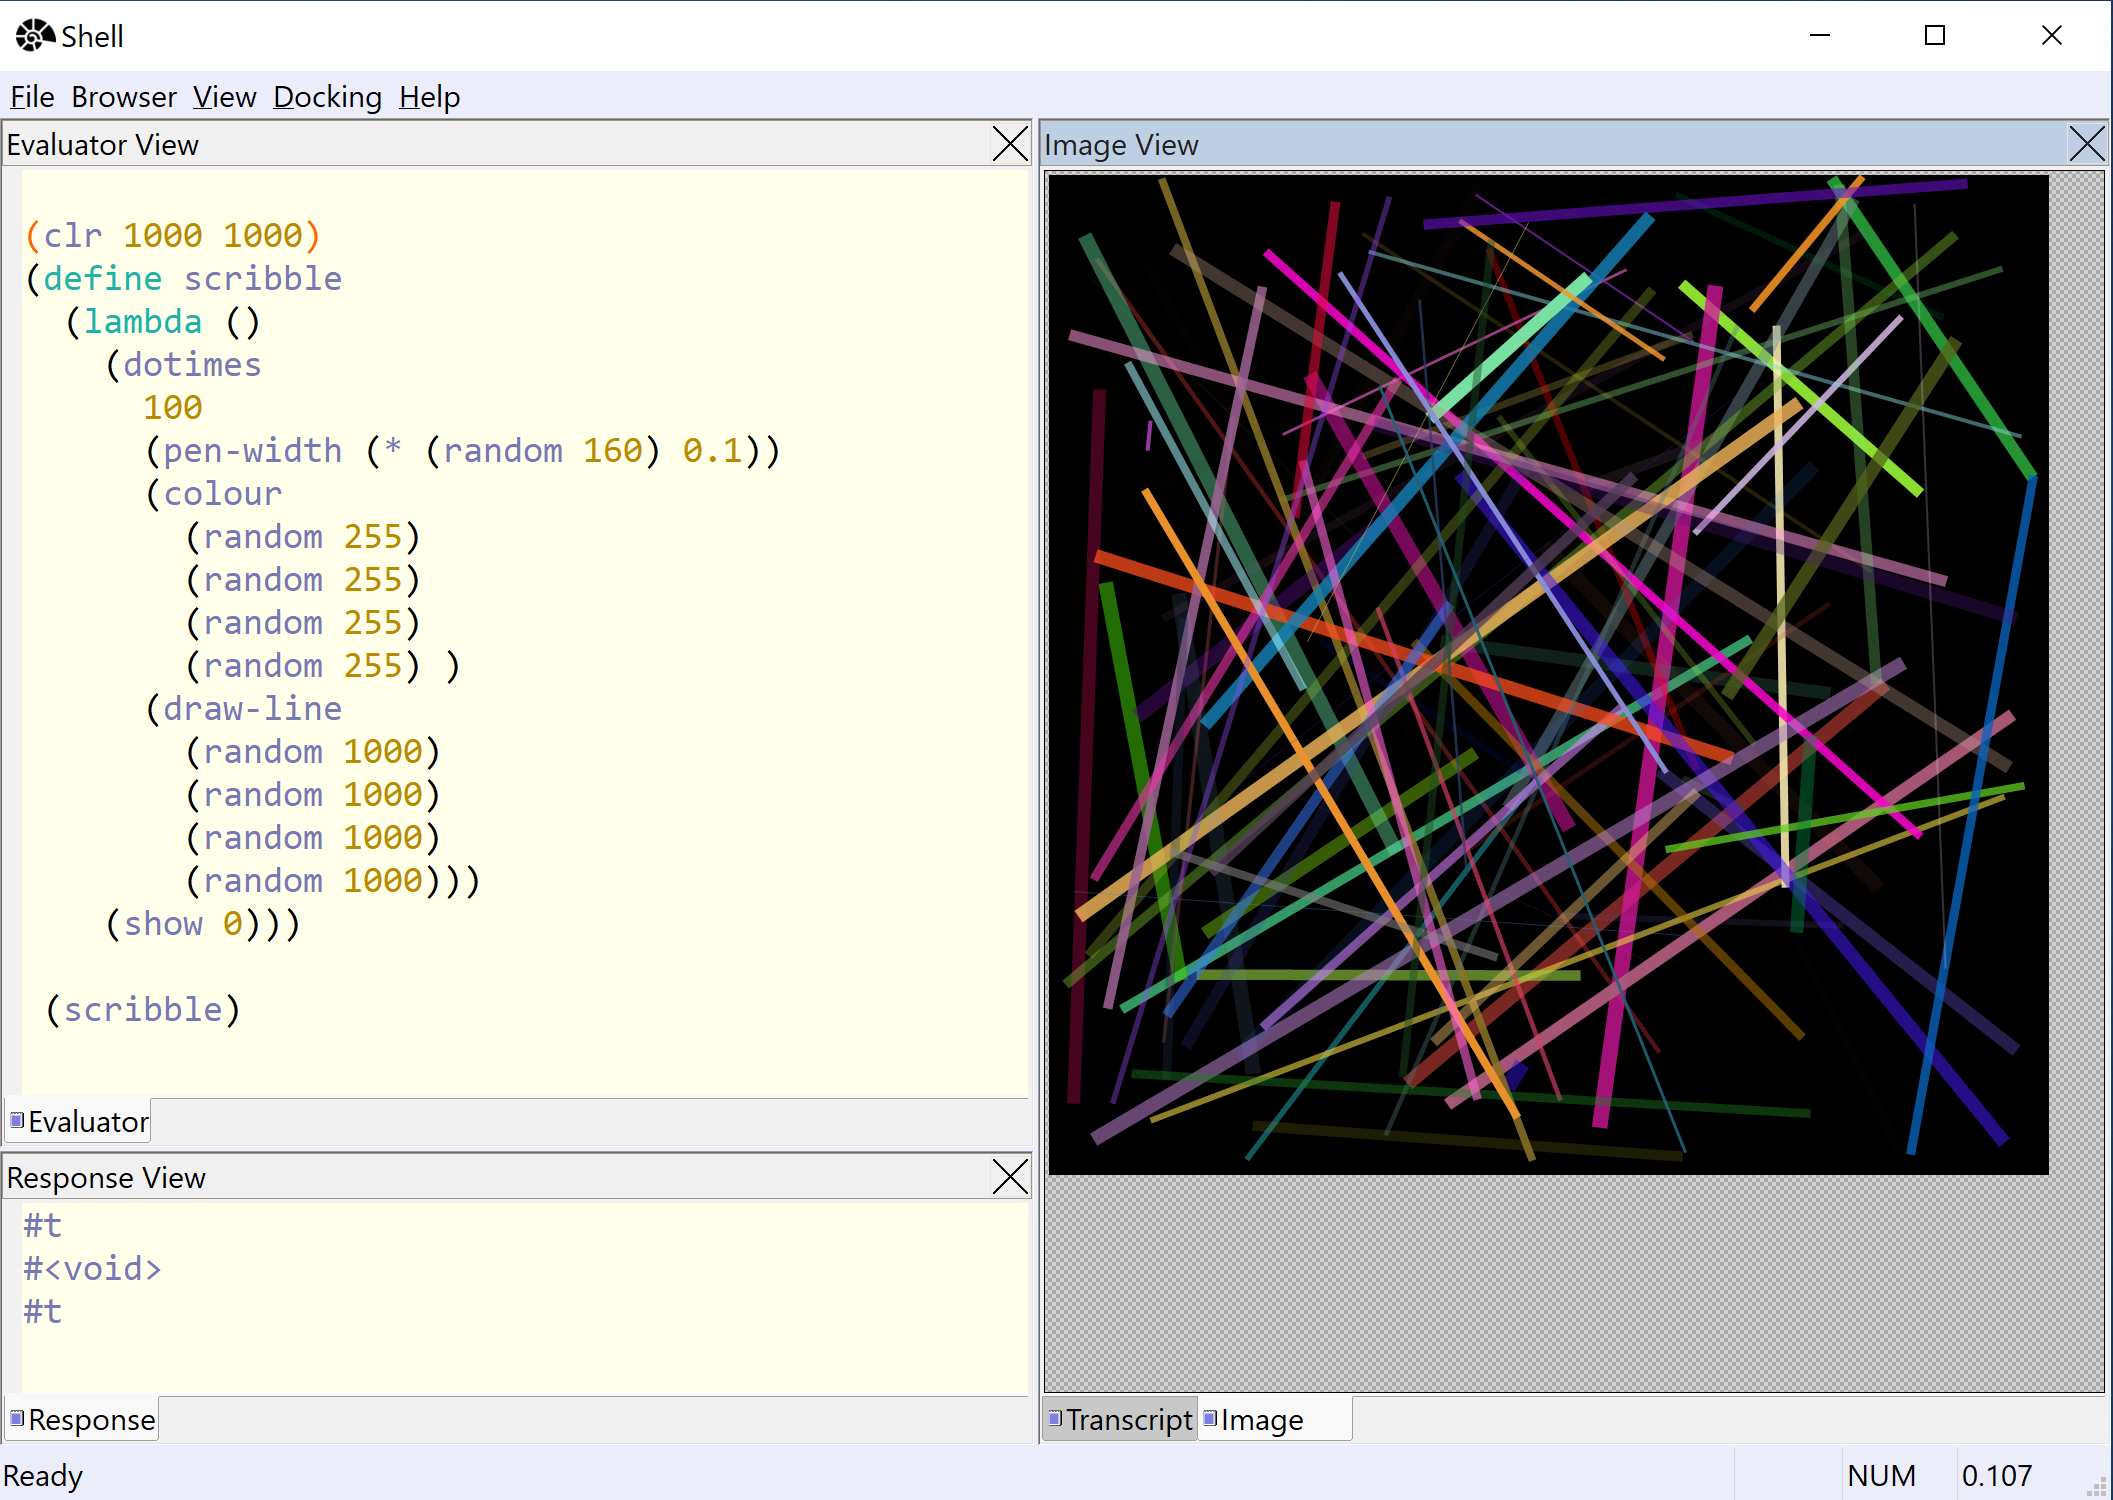 Shell
File Browser View Docking Help
Evaluator View
(clr 1000 1000)
(define scribble
(lambda ()
(dotimes
100
(pen-width (* (random 160) 0.1))
(colour
(random 255)
(random 255)
(random 255)
(random 255) )
(draw-line
(random 1000)
(random 1000)
(random 1000)
(random 1000)))
(show 0)))
(scribble)
Evaluator
Response View
#t
#<void>
#t
Response
Image View
Transcript Image
Ready NUM 0.107